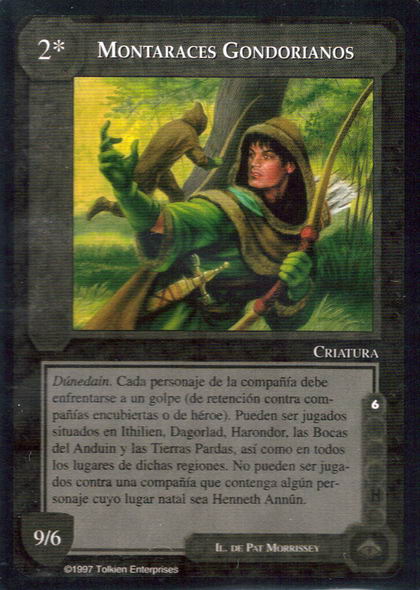 2*
MONTARACES GONDORIANOS
CRIATURA
Dúnedain. Cada personaje de la compañía debe
enfrentarse a un golpe (de retención contra com-
pañías encubiertas o de héroe). Pueden ser jugados
situados en Ithilien, Dagorlad, Harondor, las Bocas
del Anduin y las Tierras Pardas, así como en todos
los lugares de dichas regiones. No pueden ser juga-
dos contra una compañía que contenga algún per-
sonaje cuyo lugar natal sea Henneth Annûn.
6
H
9/6
IL. DE PAT MORRISSEY
©1997 Tolkien Enterprises